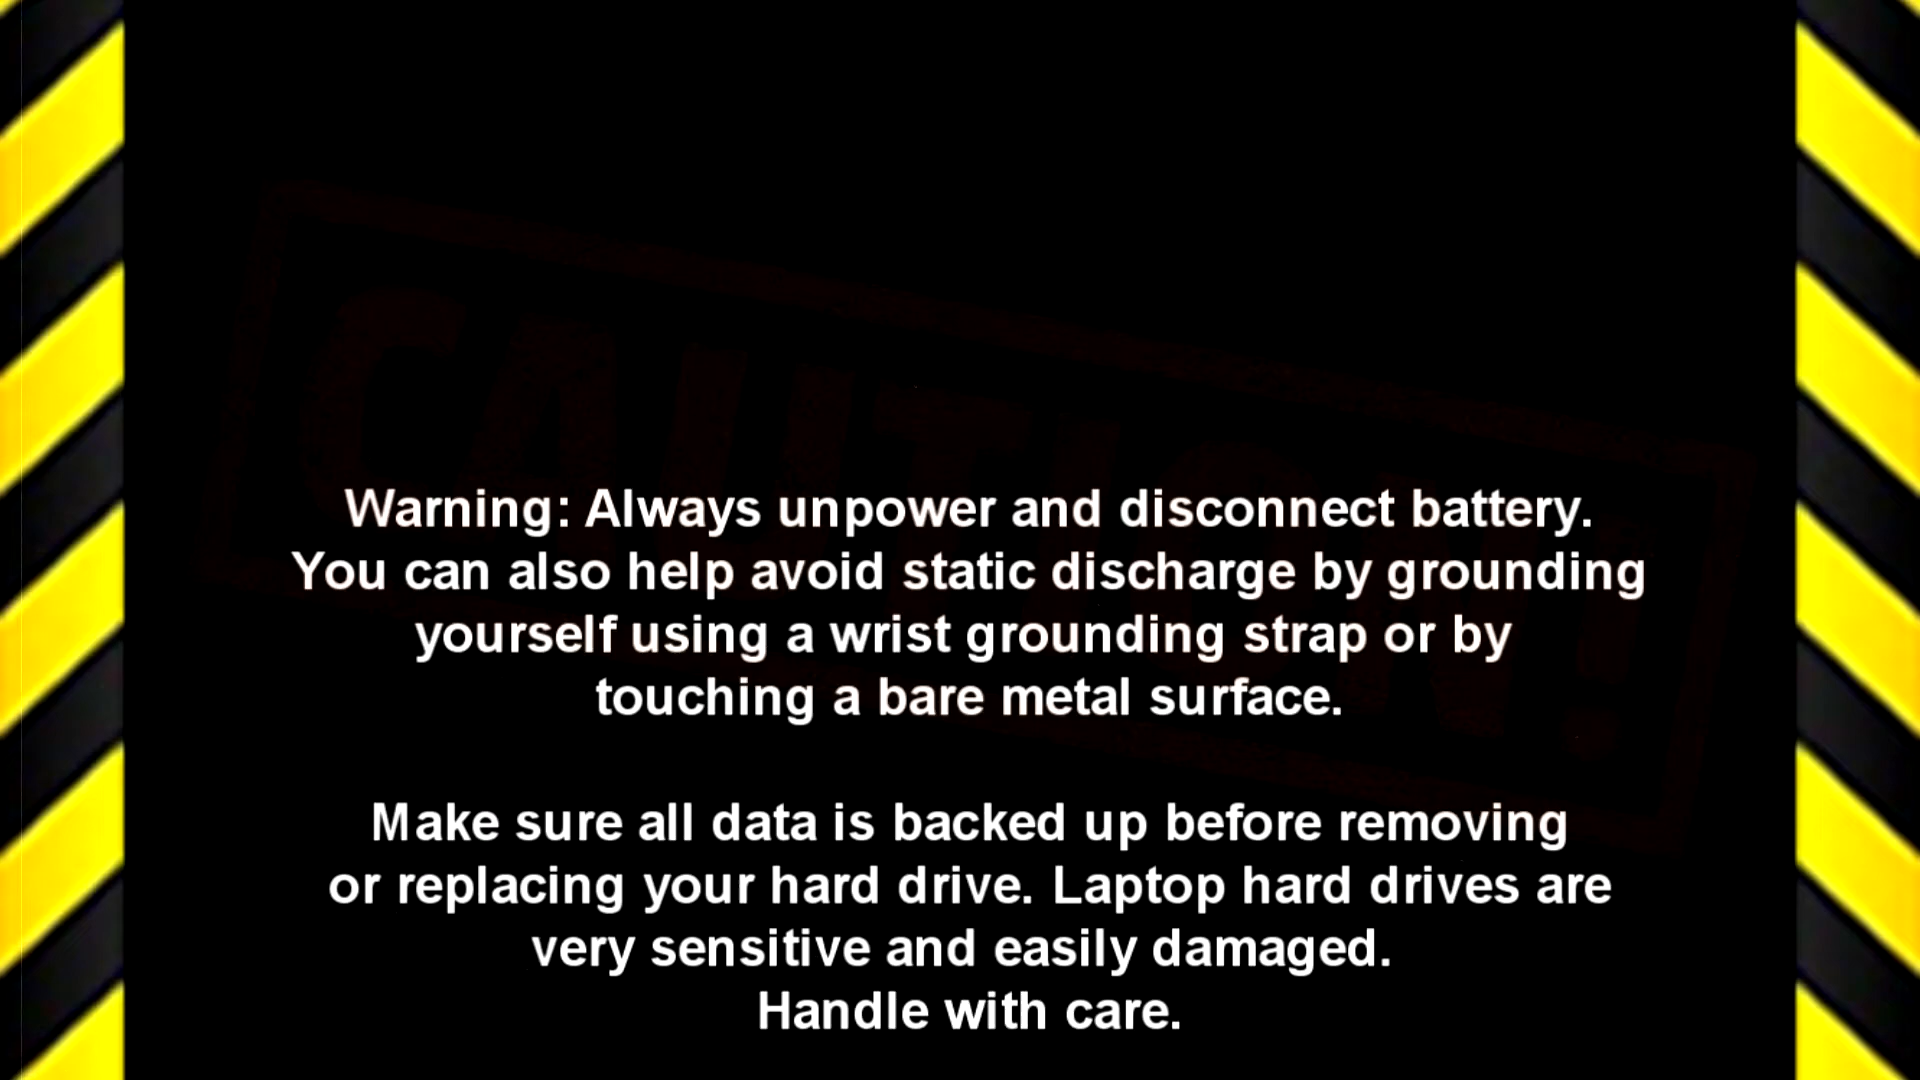 CAUTION!
Warning: Always unpower and disconnect battery.
You can also help avoid static discharge by grounding
yourself using a wrist grounding strap or by
touching a bare metal surface.
Make sure all data is backed up before removing
or replacing your hard drive. Laptop hard drives are
very sensitive and easily damaged.
Handle with care.